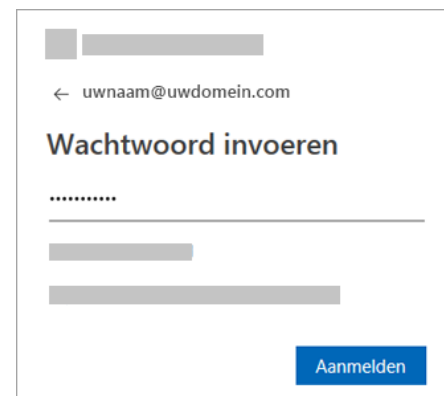 ← uwnaam@uwdomein.com
Wachtwoord invoeren
...........
Aanmelden